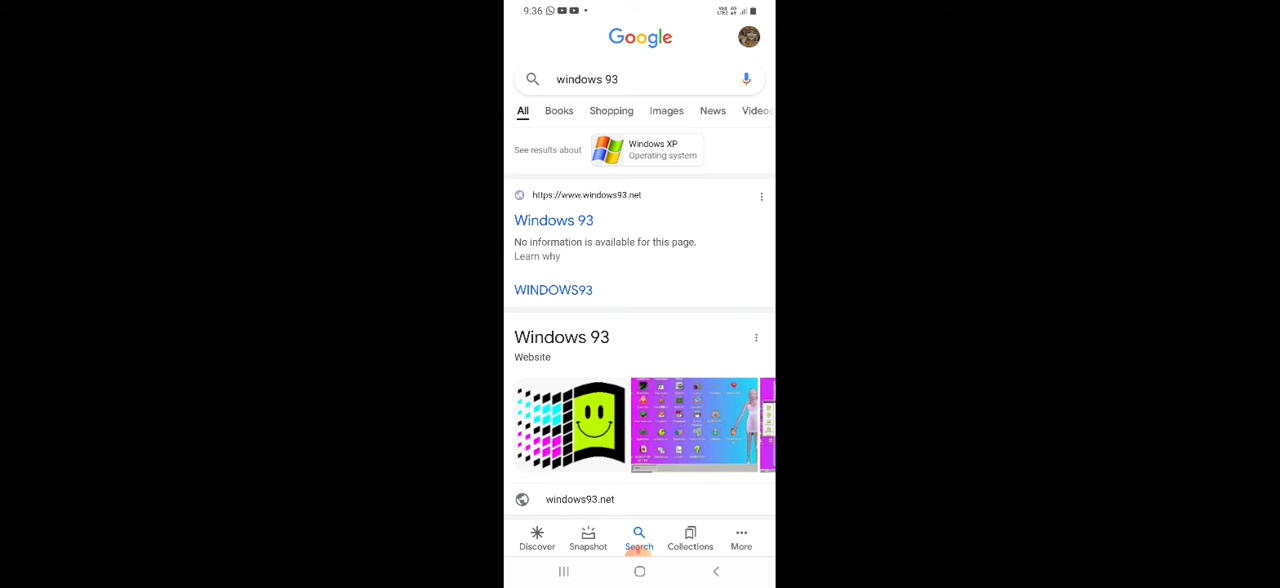 9:36
Google
windows 93
All Books Shopping Images News Videos
See results about
Windows XP
Operating system
https://www.windows93.net
Windows 93
No information is available for this page.
Learn why
WINDOWS93
Windows 93
Website
windows93.net
Discover Snapshot Search Collections More